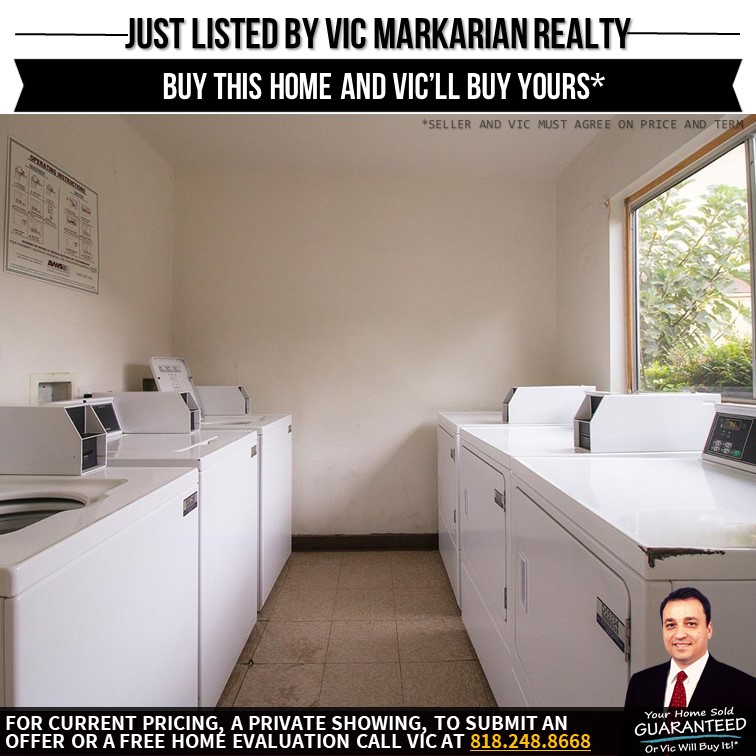 JUST LISTED BY VIC MARKARIAN REALTY
BUY THIS HOME AND VIC'LL BUY YOURS*
*SELLER AND VIC MUST AGREE ON PRICE AND TERM
OPERATING INSTRUCTIONS
FOR CURRENT PRICING, A PRIVATE SHOWING, TO SUBMIT AN
OFFER OR A FREE HOME EVALUATION CALL VIC AT 818.248.8668
Your Home Sold
GUARANTEED
Or Vic Will Buy It!